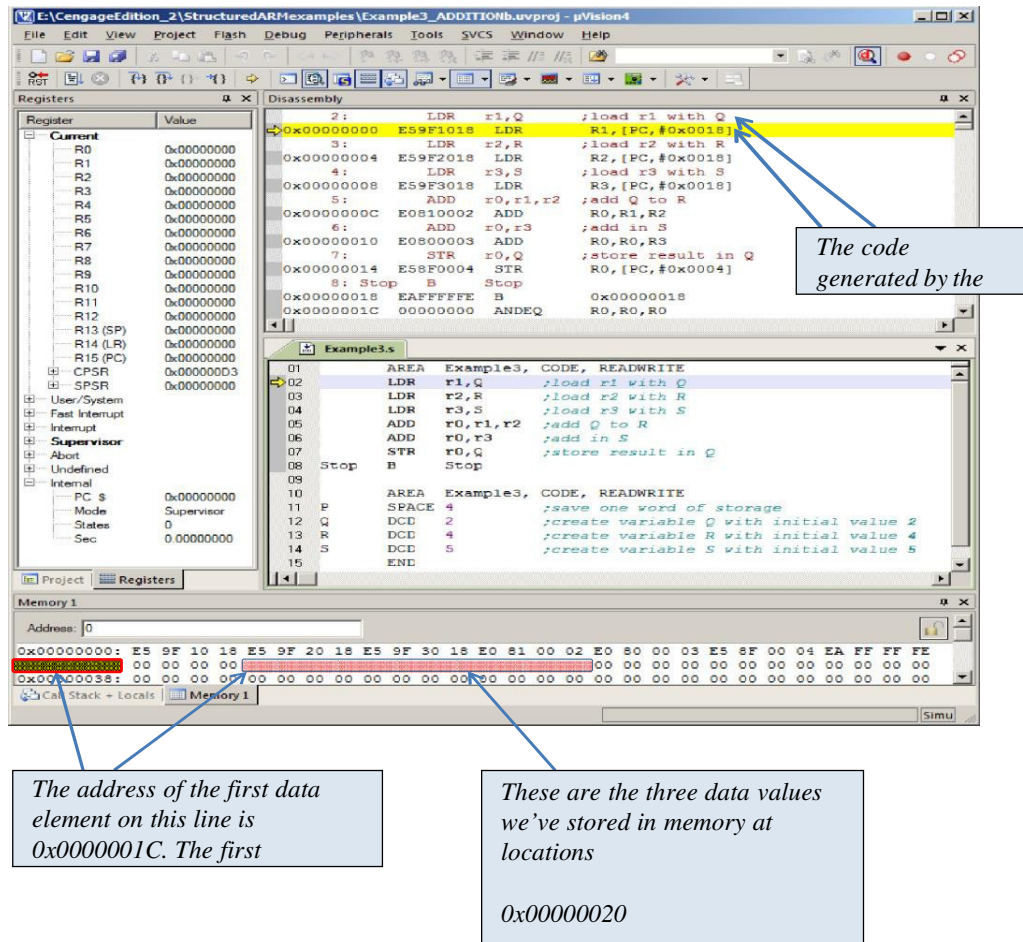 E:\CengageEdition_2\StructuredARMexamples\Example3_ADDITIONb.uvproj - µVision4
File Edit View Project Flash Debug Peripherals Tools SVCS Window Help
Registers
Register Value
Current
R0 0x00000000
R1 0x00000000
R2 0x00000000
R3 0x00000000
R4 0x00000000
R5 0x00000000
R6 0x00000000
R7 0x00000000
R8 0x00000000
R9 0x00000000
R10 0x00000000
R11 0x00000000
R12 0x00000000
R13 (SP) 0x00000000
R14 (LR) 0x00000000
R15 (PC) 0x00000000
CPSR 0x000000D3
SPSR 0x00000000
User/System
Fast Interrupt
Interrupt
Supervisor
Abort
Undefined
Internal
PC $ 0x00000000
Mode Supervisor
States 0
Sec 0.00000000
Project Registers
Disassembly
2: LDR r1,Q ;load r1 with Q
0x00000000 E59F1018 LDR R1,[PC,#0x0018]
3: LDR r2,R ;load r2 with R
0x00000004 E59F2018 LDR R2,[PC,#0x0018]
4: LDR r3,S ;load r3 with S
0x00000008 E59F3018 LDR R3,[PC,#0x0018]
5: ADD r0,r1,r2 ;add Q to R
0x0000000C E0810002 ADD R0,R1,R2
6: ADD r0,r3 ;add in S
0x00000010 E0800003 ADD R0,R0,R3
7: STR r0,Q ;store result in Q
0x00000014 E58F0004 STR R0,[PC,#0x0004]
8: Stop B Stop
0x00000018 EAFFFFFE B 0x00000018
0x0000001C 00000000 ANDEQ R0,R0,R0
The code
generated by the
Example3.s
01 AREA Example3, CODE, READWRITE
02 LDR r1,Q ;load r1 with Q
03 LDR r2,R ;load r2 with R
04 LDR r3,S ;load r3 with S
05 ADD r0,r1,r2 ;add Q to R
06 ADD r0,r3 ;add in S
07 STR r0,Q ;store result in Q
08 Stop B Stop
09
10 AREA Example3, CODE, READWRITE
11 P SPACE 4 ;save one word of storage
12 Q DCD 2 ;create variable Q with initial value 2
13 R DCD 4 ;create variable R with initial value 4
14 S DCD 5 ;create variable S with initial value 5
15 END
Memory 1
Address: 0
0x00000000: E5 9F 10 18 E5 9F 20 18 E5 9F 30 18 E0 81 00 02 E0 80 00 03 E5 8F 00 04 EA FF FF FE
00 00 00 00 00 00 00 00 00 00 00 00 00 00 00 00
0x00000038: 00 00 00 00 00 00 00 00 00 00 00 00 00 00 00 00 00 00 00 00 00 00 00 00 00 00 00 00
Call Stack + Locals Memory 1
Simu
The address of the first data
element on this line is
0x0000001C. The first
These are the three data values
we've stored in memory at
locations
0x00000020